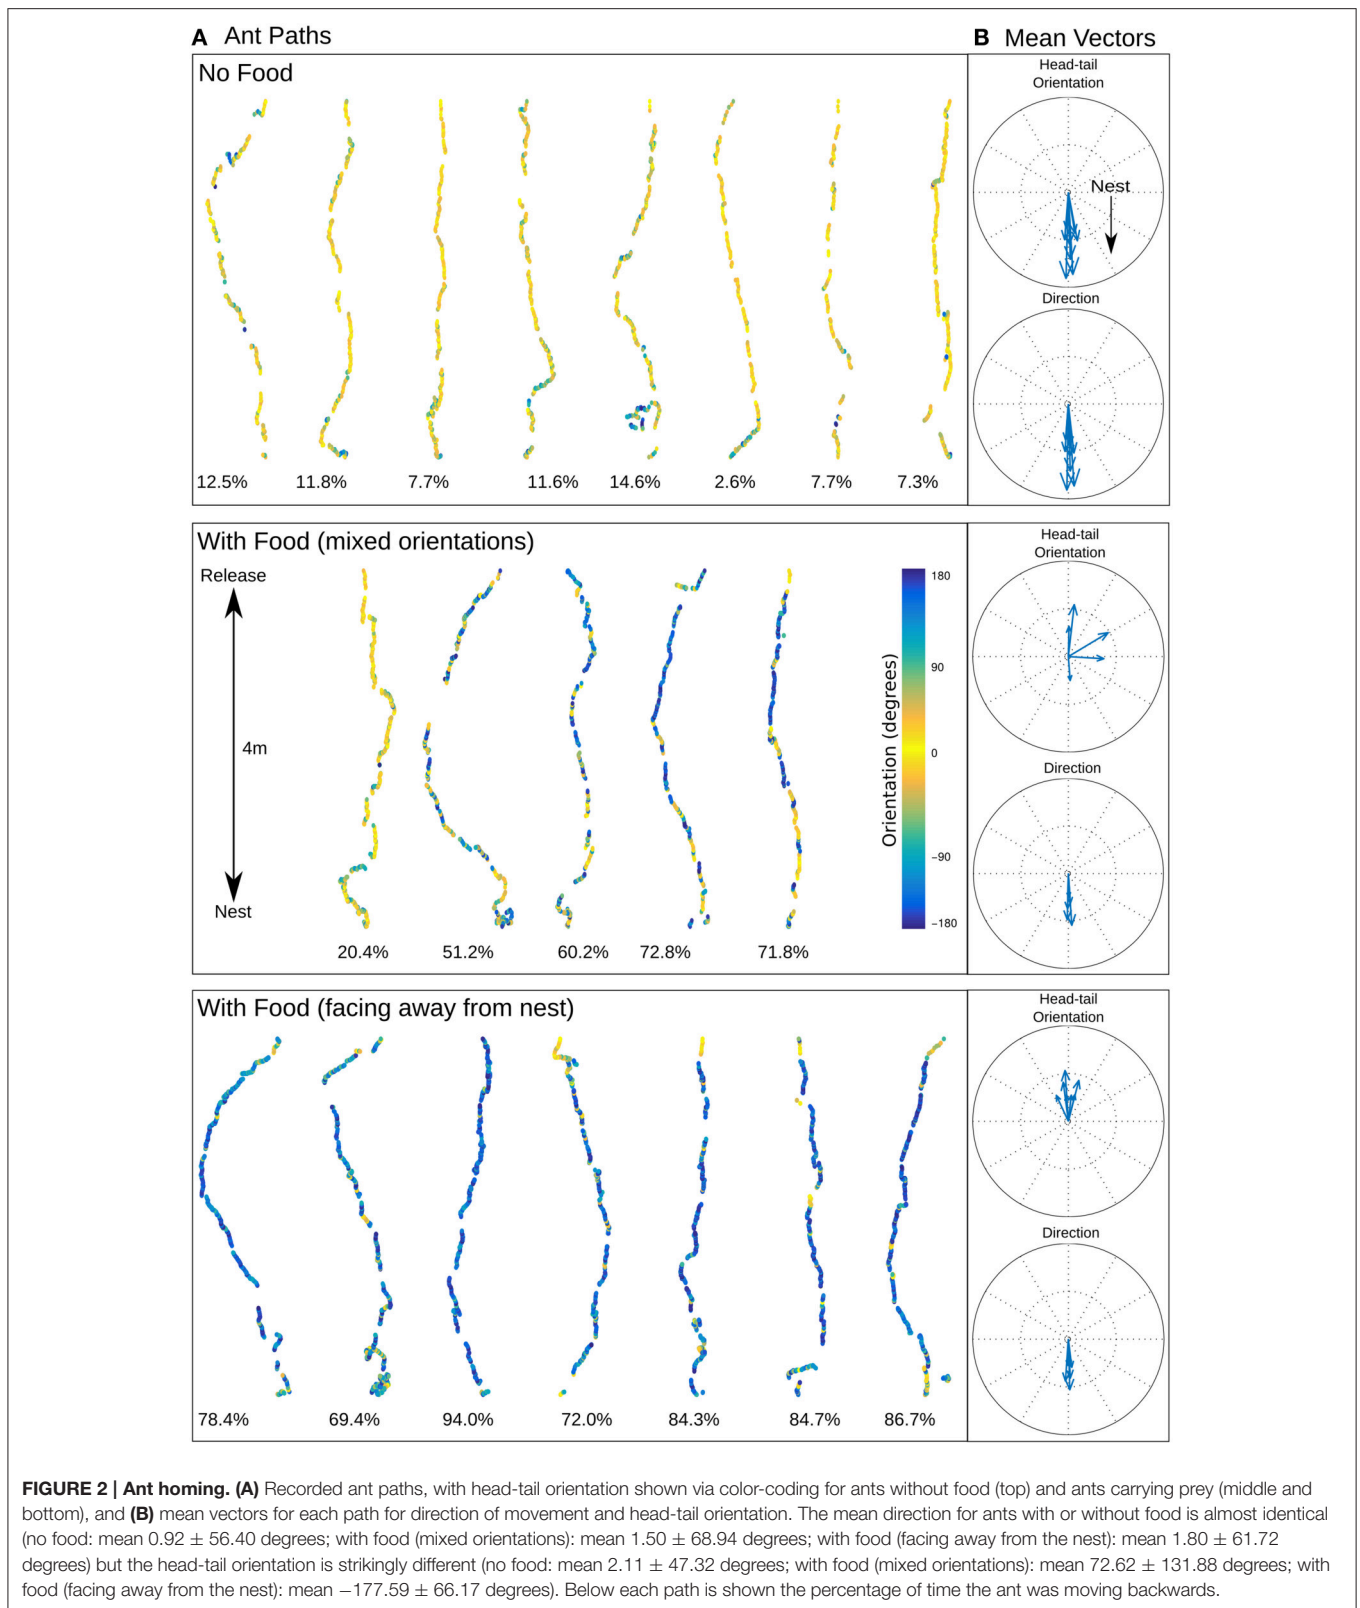 A Ant Paths
B Mean Vectors
No Food
12.5% 11.8% 7.7% 11.6% 14.6% 2.6% 7.7% 7.3%
Head-tail
Orientation
Nest
Direction
With Food (mixed orientations)
Release
4m
Nest
20.4% 51.2% 60.2% 72.8% 71.8%
Orientation (degrees)
180
90
0
−90
−180
Head-tail
Orientation
Direction
With Food (facing away from nest)
78.4% 69.4% 94.0% 72.0% 84.3% 84.7% 86.7%
Head-tail
Orientation
Direction
FIGURE 2 | Ant homing. (A) Recorded ant paths, with head-tail orientation shown via color-coding for ants without food (top) and ants carrying prey (middle and
bottom), and (B) mean vectors for each path for direction of movement and head-tail orientation. The mean direction for ants with or without food is almost identical
(no food: mean 0.92 ± 56.40 degrees; with food (mixed orientations): mean 1.50 ± 68.94 degrees; with food (facing away from the nest): mean 1.80 ± 61.72
degrees) but the head-tail orientation is strikingly different (no food: mean 2.11 ± 47.32 degrees; with food (mixed orientations): mean 72.62 ± 131.88 degrees; with
food (facing away from the nest): mean −177.59 ± 66.17 degrees). Below each path is shown the percentage of time the ant was moving backwards.